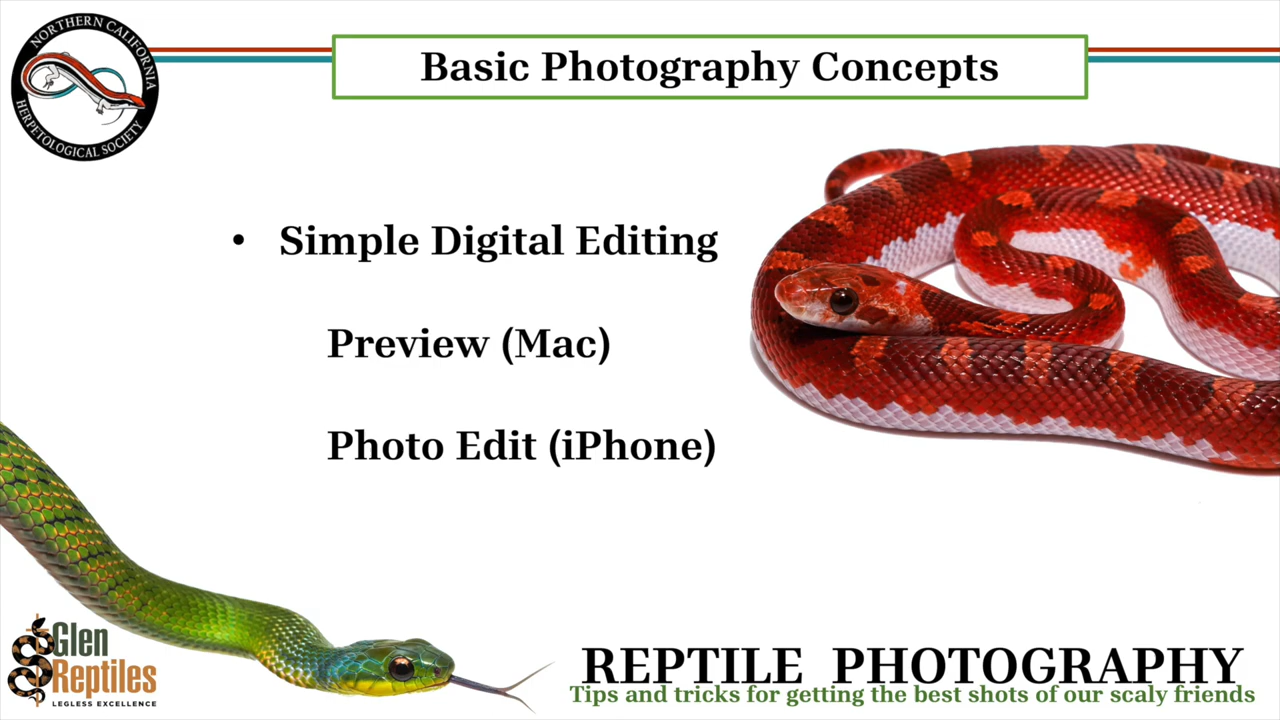 NORTHERN CALIFORNIA
HERPETOLOGICAL SOCIETY
Basic Photography Concepts
• Simple Digital Editing
Preview (Mac)
Photo Edit (iPhone)
Glen
Reptiles
LEGLESS EXCELLENCE
REPTILE PHOTOGRAPHY
Tips and tricks for getting the best shots of our scaly friends